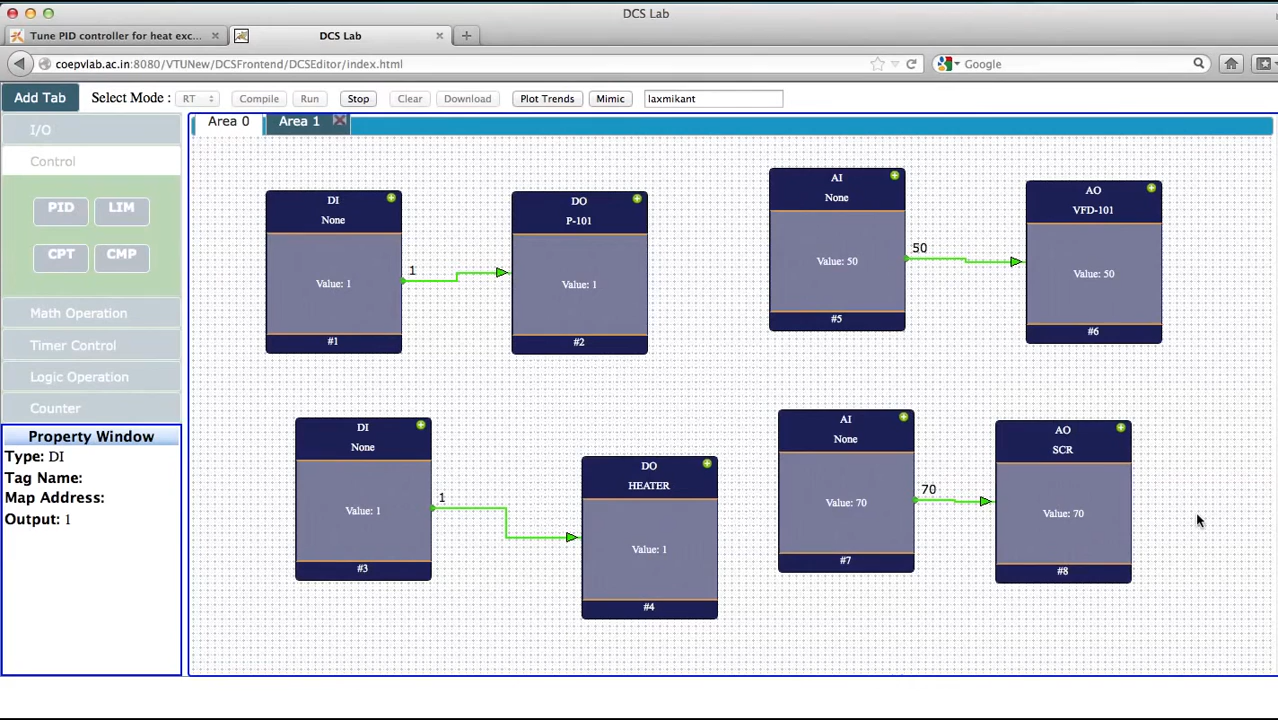 DCS Lab
Tune PID controller for heat exc...
DCS Lab
coepvlab.ac.in:8080/VTUNew/DCSFrontend/DCSEditor/index.html
Google
Add Tab
Select Mode :
RT
Compile
Run
Stop
Clear
Download
Plot Trends
Mimic
laxmikant
I/O
Control
PID
LIM
CPT
CMP
Math Operation
Timer Control
Logic Operation
Counter
Property Window
Type: DI
Tag Name:
Map Address:
Output: 1
Area 0
Area 1
DI
None
Value: 1
#1
1
DO
P-101
Value: 1
#2
AI
None
Value: 50
#5
50
AO
VFD-101
Value: 50
#6
DI
None
Value: 1
#3
1
DO
HEATER
Value: 1
#4
AI
None
Value: 70
#7
70
AO
SCR
Value: 70
#8